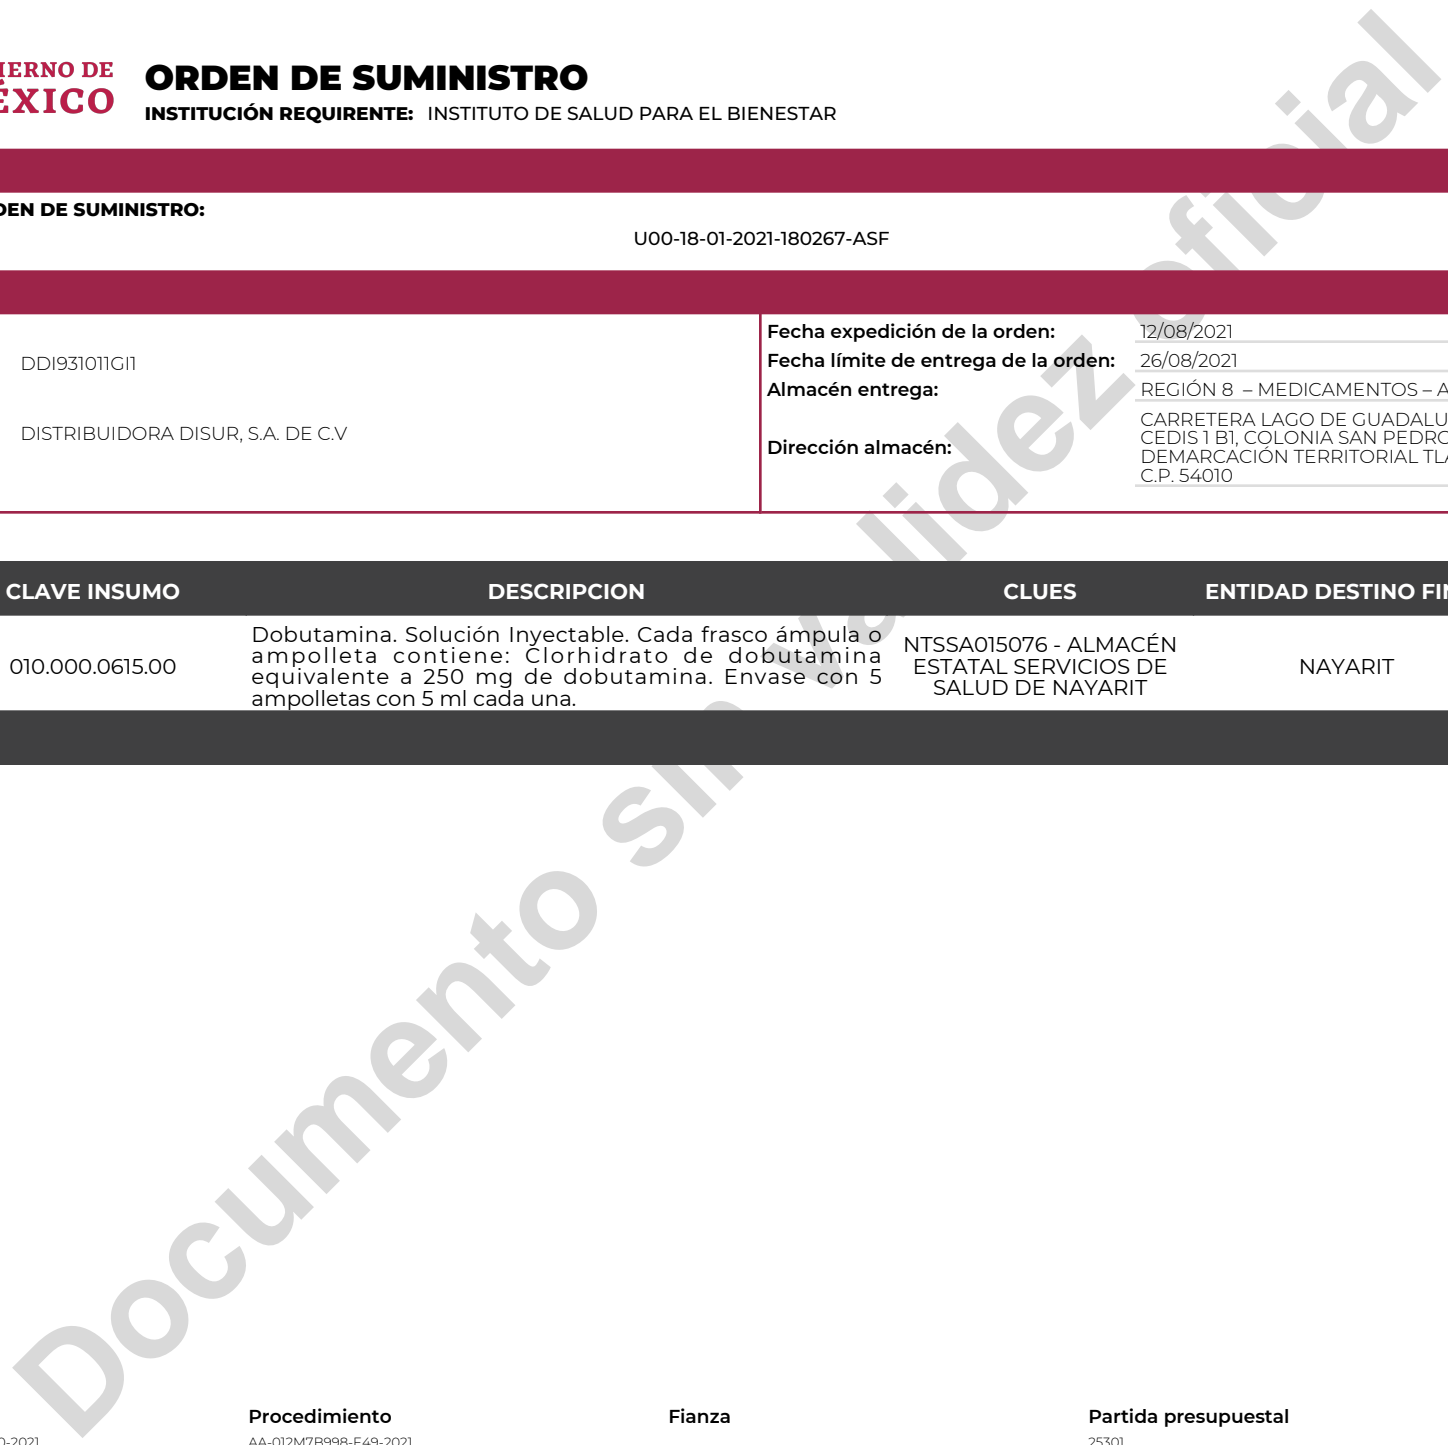 ORDEN DE SUMINISTRO
INSTITUCIÓN REQUIRENTE: INSTITUTO DE SALUD PARA EL BIENESTAR
DE
ÉXICO
DE SUMINISTRO:
U00-18-01-2021-180267-ASF
DDI931011GI1
DISTRIBUIDORA DISUR, S.A. DE C.V
Fecha expedición de la orden: 12/08/2021
Fecha límite de entrega de la orden: 26/08/2021
Almacén entrega: REGIÓN 8 – MEDICAMENTOS – A
Dirección almacén: CARRETERA LAGO DE
CEDIS 1 B1, COLONIA SAN PEDRO
DEMARCACIÓN TERRITORIAL
C.P. 54010
CLAVE INSUMO DESCRIPCION CLUES ENTIDAD DESTINO
010.000.0615.00
Dobutamina. Solución Inyectable. Cada frasco ámpula o
ampolleta contiene: Clorhidrato de dobutamina
equivalente a 250 mg de dobutamina. Envase con 5
ampolletas con 5 ml cada una.
NTSSA015076 - ALMACÉN
ESTATAL SERVICIOS DE
SALUD DE NAYARIT
NAYARIT
Documento sin validez oficial
Procedimiento Fianza Partida presupuestal
-2021 AA-012M7B998-E49-2021 25301